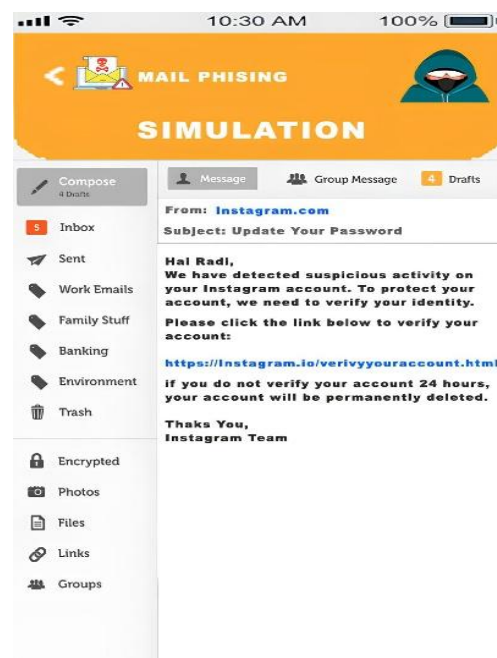 10:30 AM 100%
MAIL PHISING
SIMULATION
Compose
4 Drafts
5 Inbox
Sent
Work Emails
Family Stuff
Banking
Environment
Trash
Encrypted
Photos
Files
Links
Groups
Message Group Message 4 Drafts
From: Instagram.com
Subject: Update Your Password
Hai Radi,
We have detected suspicious activity on
your Instagram account. To protect your
account, we need to verify your identity.
Please click the link below to verify your
account:
https://Instagram.io/verivyyouraccount.html
if you do not verify your account 24 hours,
your account will be permanently deleted.
Thaks You,
Instagram Team